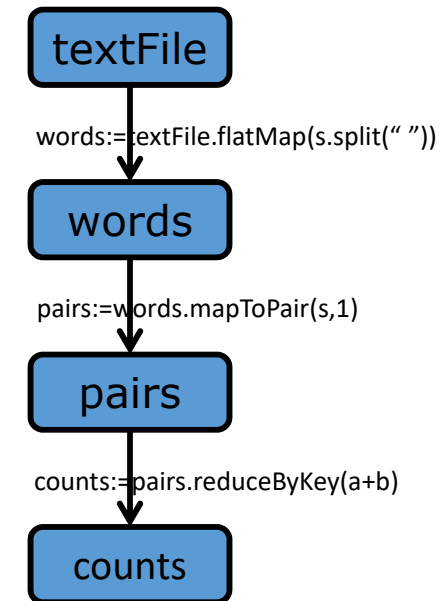 textFile
words:=textFile.flatMap(s.split(“ ”))
words
pairs:=words.mapToPair(s,1)
pairs
counts:=pairs.reduceByKey(a+b)
counts